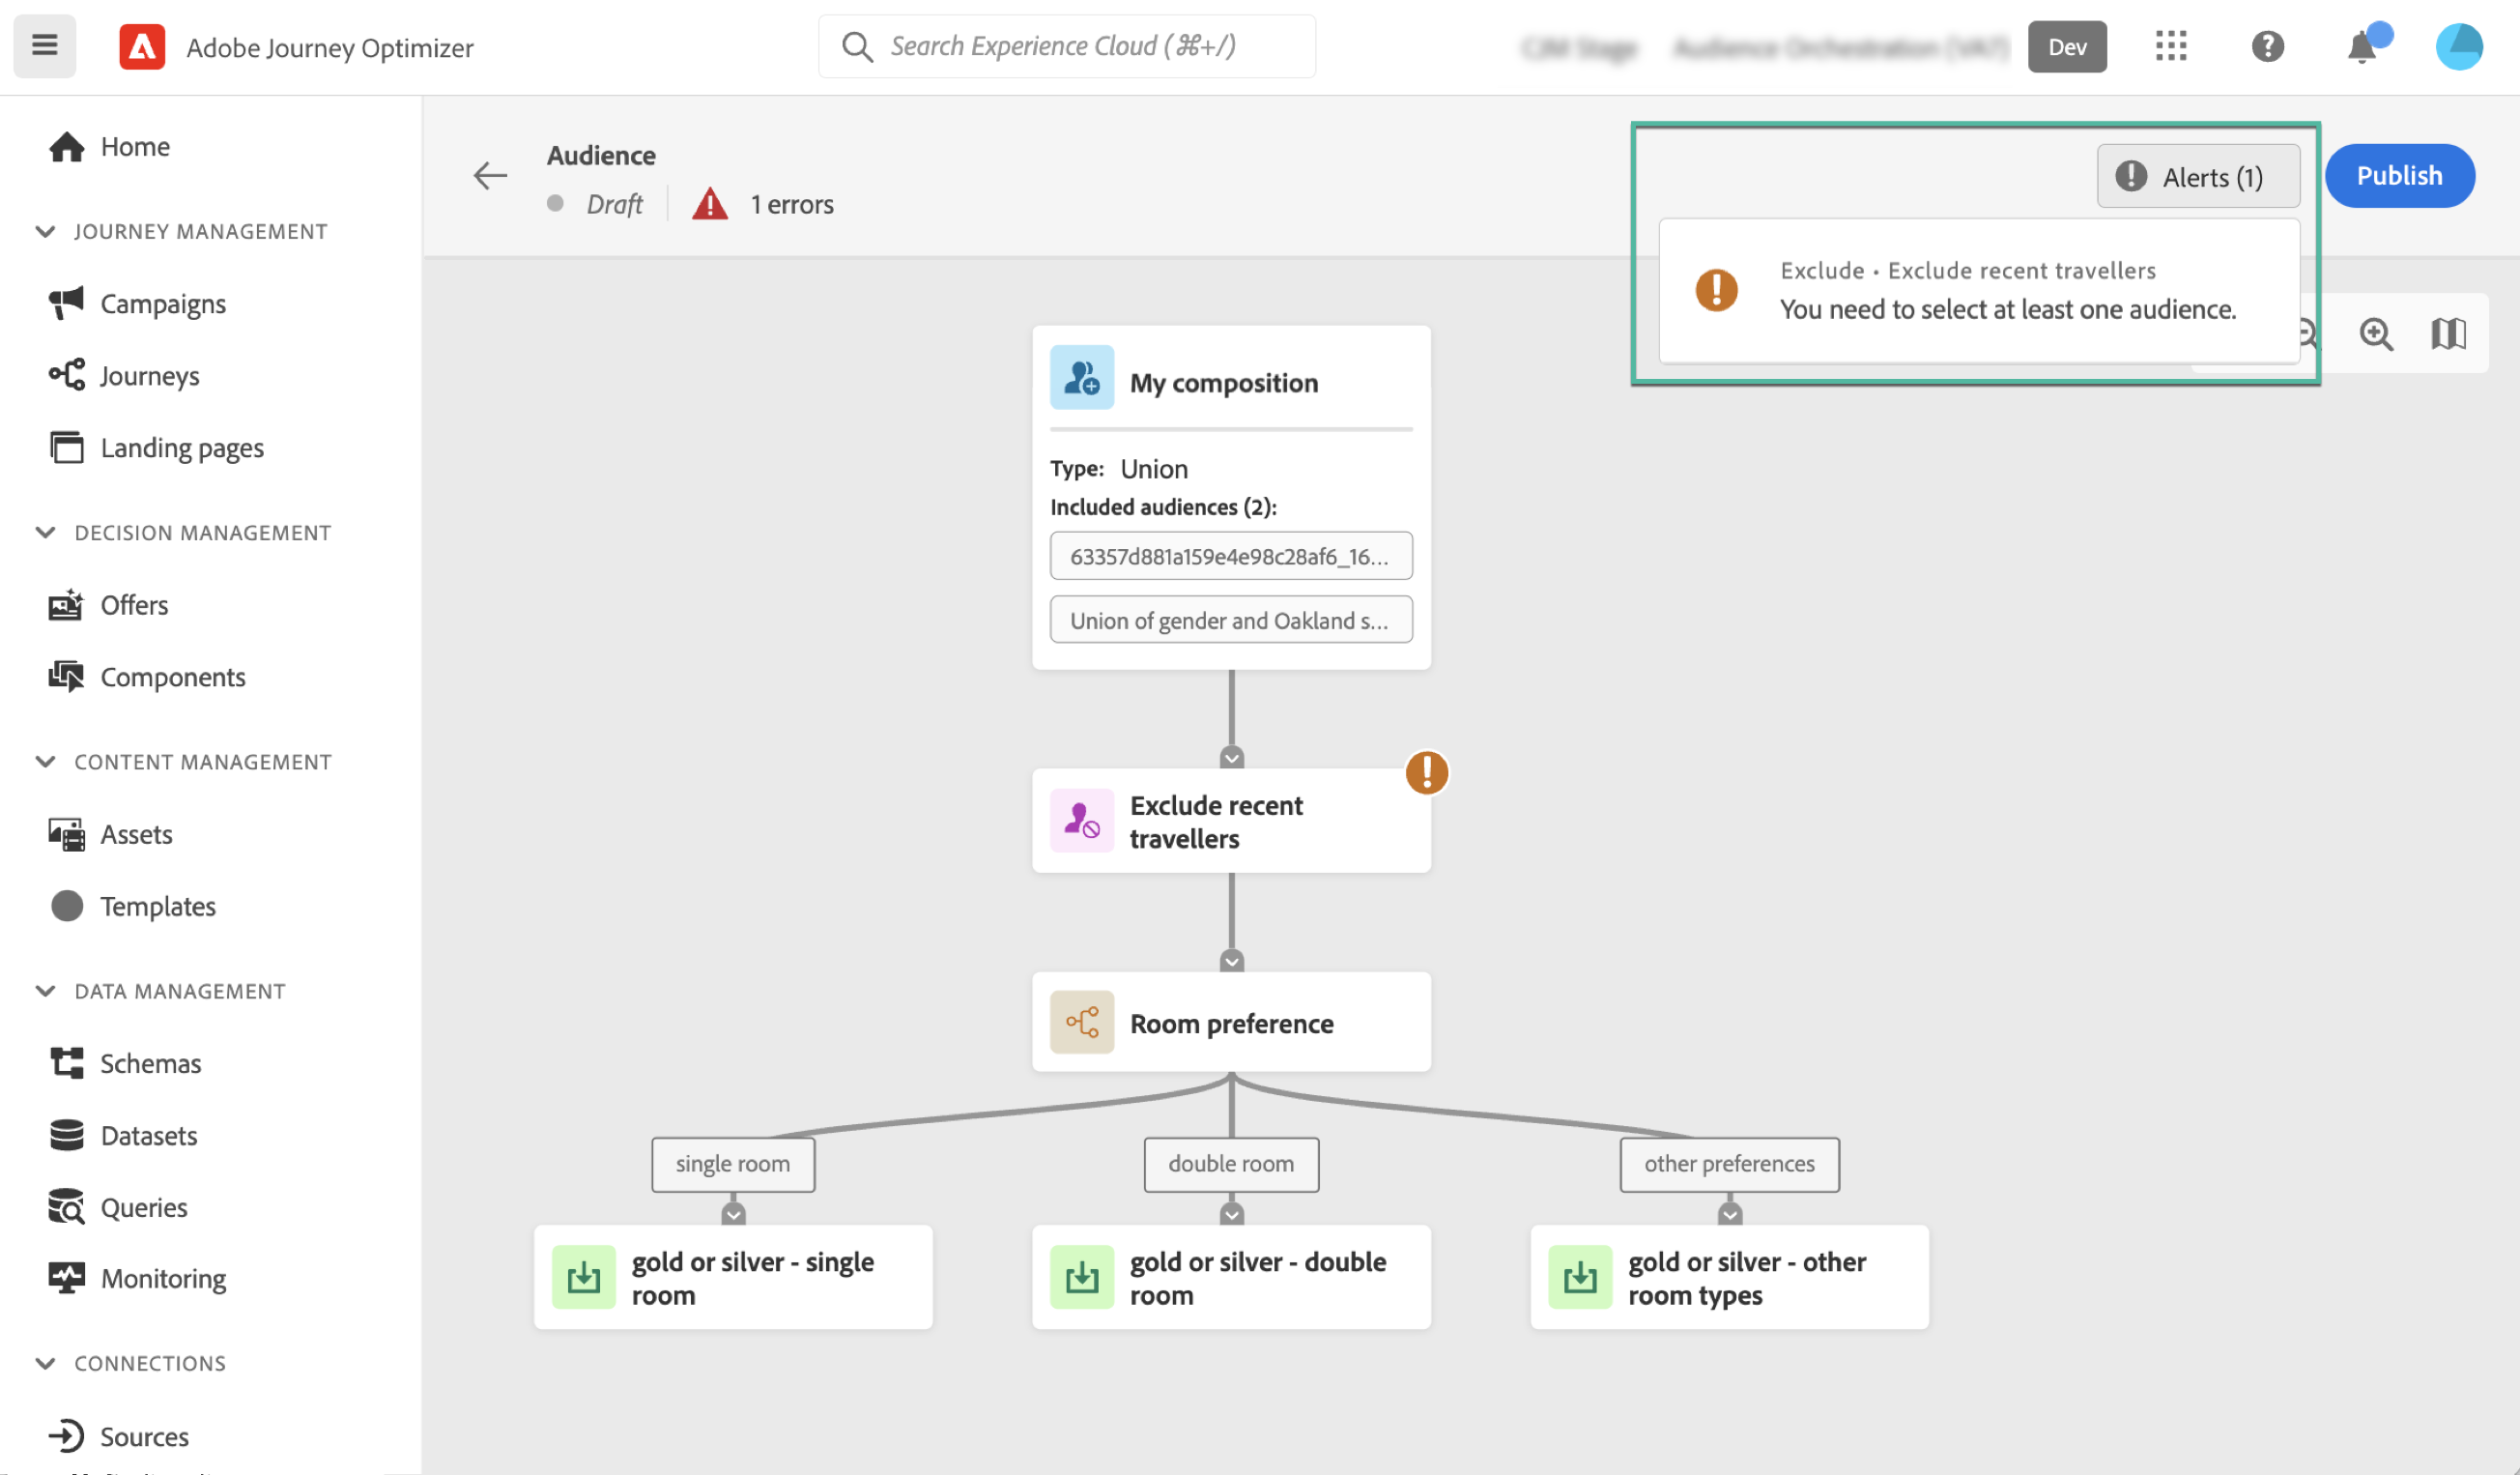 Adobe Journey Optimizer
Search Experience Cloud (⌘+/)
Dev
Home
JOURNEY MANAGEMENT
Campaigns
Journeys
Landing pages
DECISION MANAGEMENT
Offers
Components
CONTENT MANAGEMENT
Assets
Templates
DATA MANAGEMENT
Schemas
Datasets
Queries
Monitoring
CONNECTIONS
Sources
Audience
Draft
1 errors
Alerts (1)
Publish
Exclude • Exclude recent travellers
You need to select at least one audience.
My composition
Type: Union
Included audiences (2):
63357d881a159e4e98c28af6_16...
Union of gender and Oakland s...
Exclude recent
travellers
Room preference
single room
double room
other preferences
gold or silver - single
room
gold or silver - double
room
gold or silver - other
room types